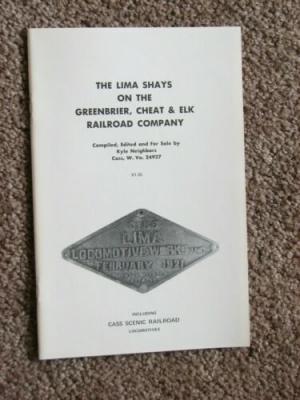 THE LIMA SHAYS
ON THE
GREENBRIER, CHEAT & ELK
RAILROAD COMPANY
Compiled, Edited and For Sale by
Kyle Neighbors
Cass, W. Va. 24927
LIMA
LOCOMOTIVE WORKS
FEBRUARY 1921
INCLUDING
CASS SCENIC RAILROAD
LOCOMOTIVES